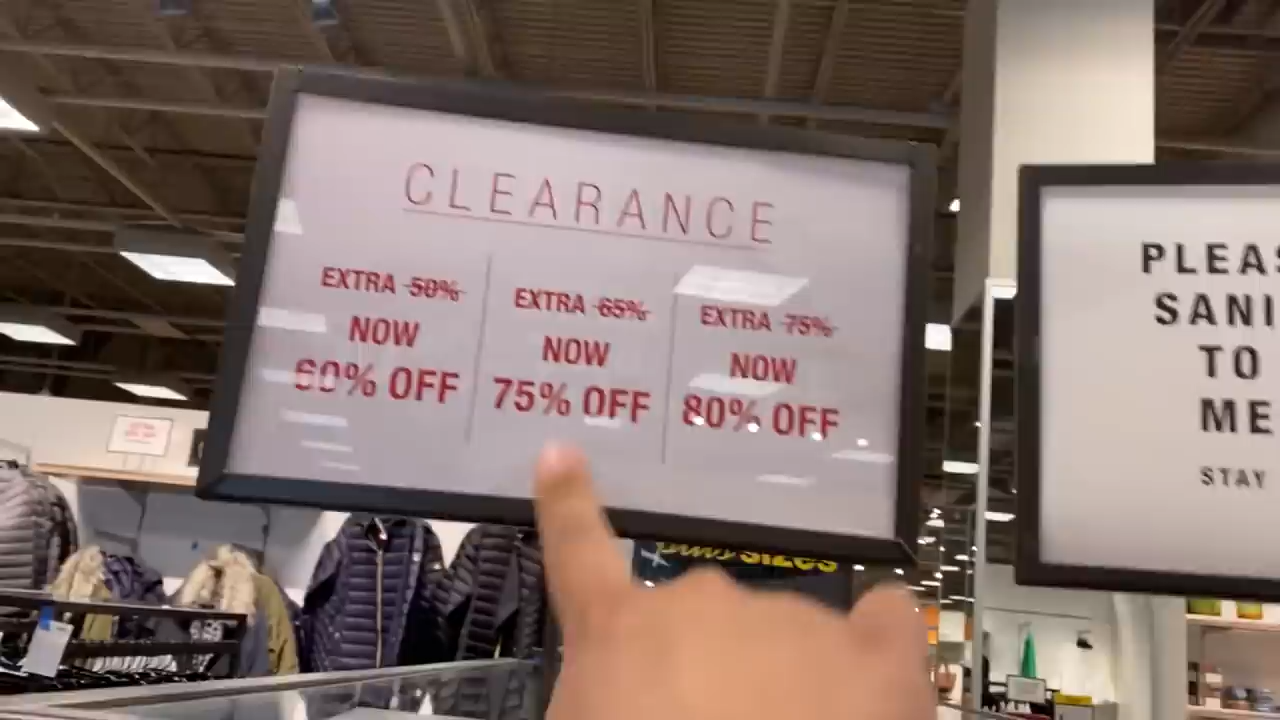 CLEARANCE
EXTRA 50%
NOW
60% OFF
EXTRA 65%
NOW
75% OFF
EXTRA 75%
NOW
80% OFF
PLEAS
SANI
TO
ME
STAY
plus SIZES